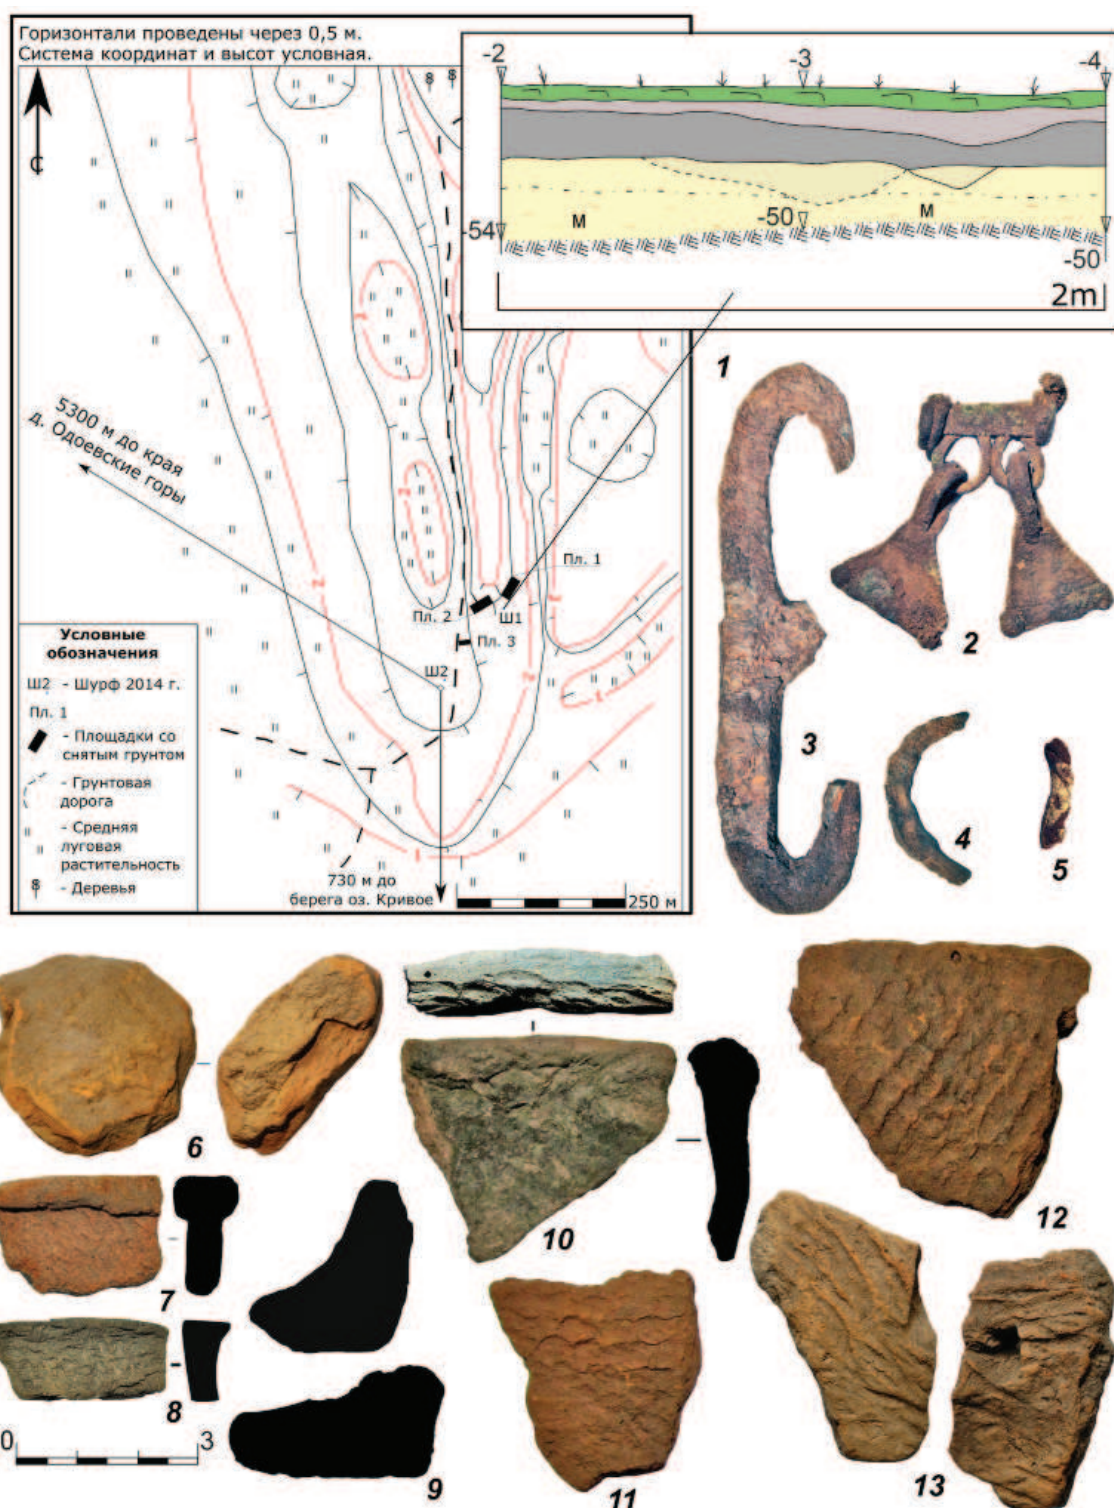 Горизонтали проведены через 0,5 м.
Система координат и высот условная.
С
5300 м до края
д. Одоевские горы
Пл. 1
Пл. 2
Ш1
Пл. 3
Ш2
730 м до
берега оз. Кривое
250 м
Условные
обозначения
Ш2 - Шурф 2014 г.
Пл. 1
- Площадки со
снятым грунтом
- Грунтовая
дорога
- Средняя
луговая
растительность
- Деревья
-2
-3
-4
-54
М
-50
М
-50
2m
1
2
3
4
5
6
7
8
9
10
11
12
13
0
3